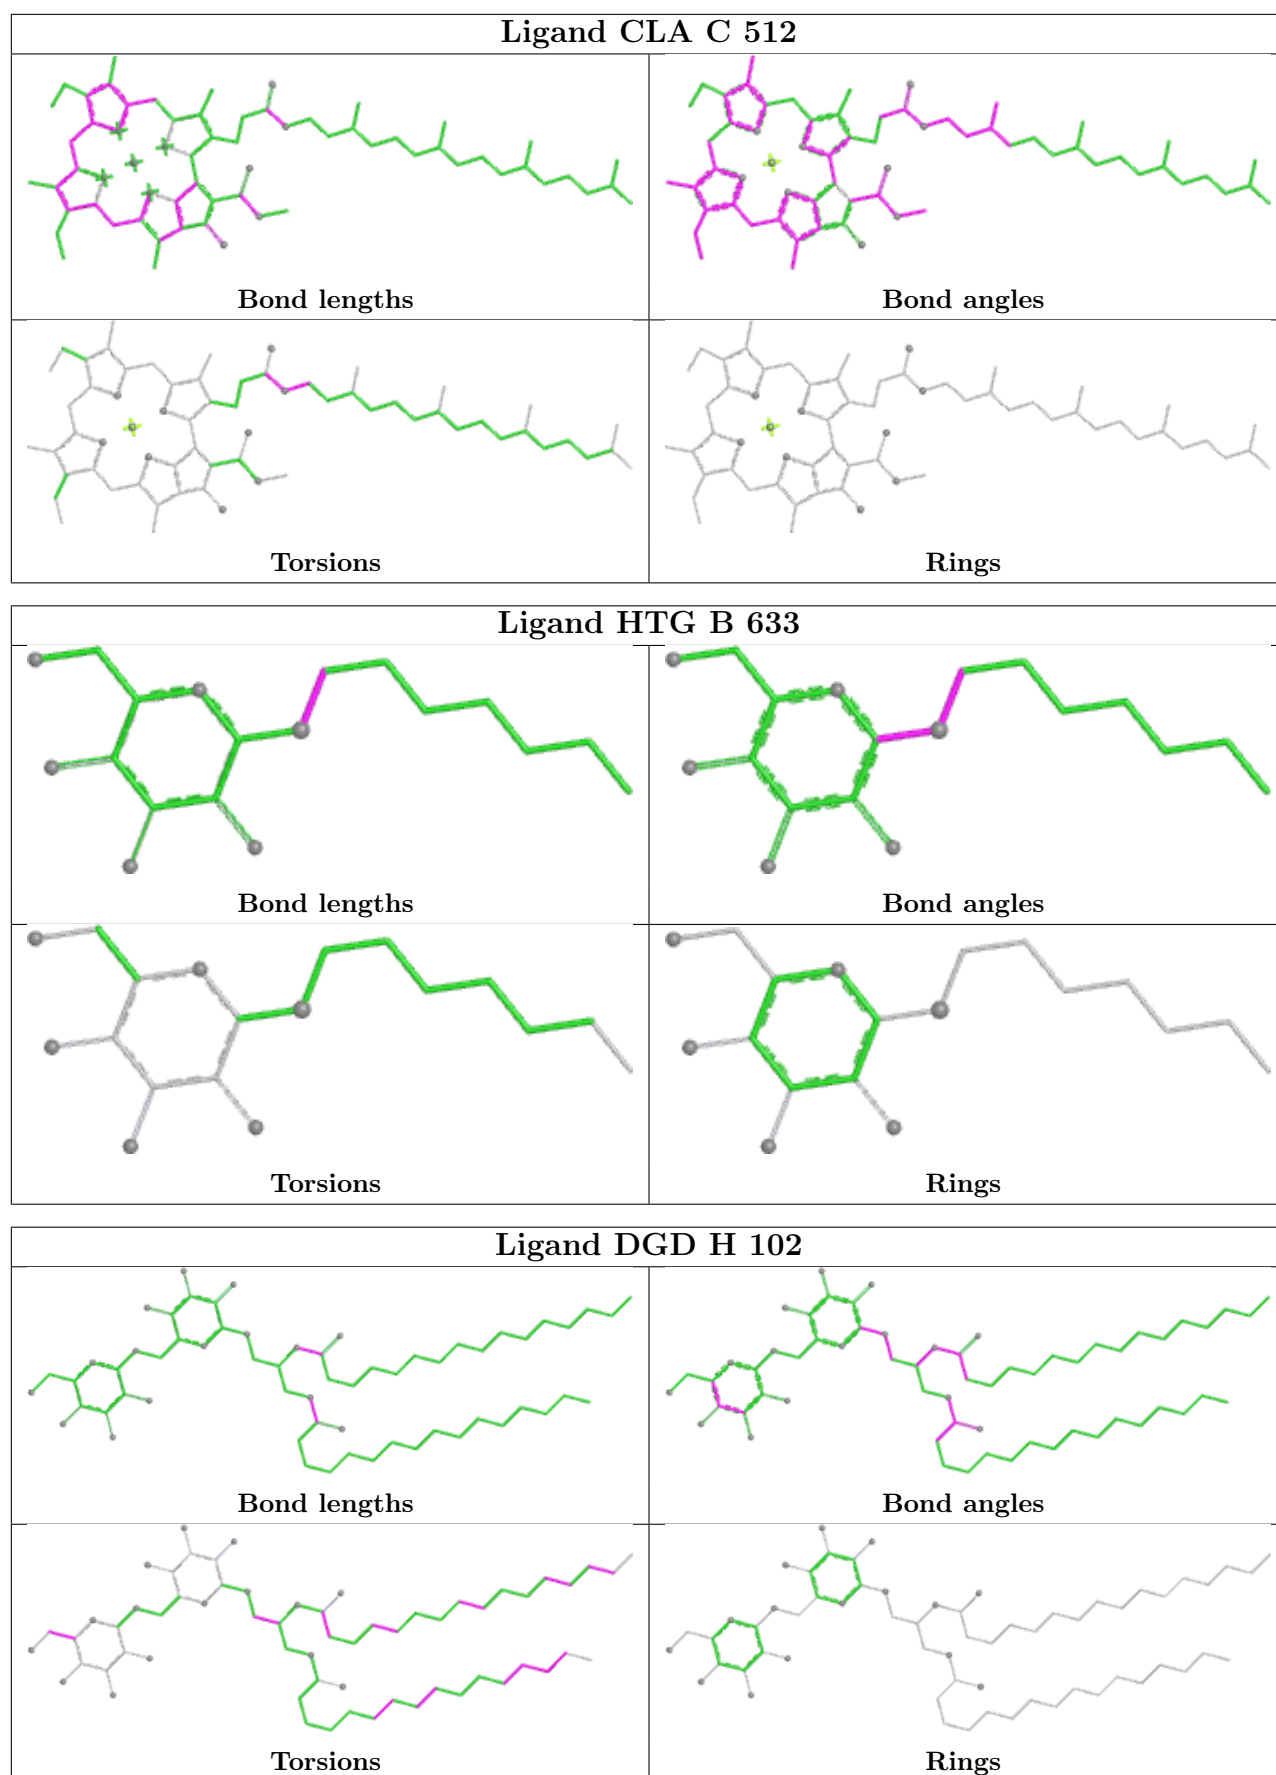 Ligand CLA C 512
Bond lengths
Bond angles
Torsions
Rings
Ligand HTG B 633
Bond lengths
Bond angles
Torsions
Rings
Ligand DGD H 102
Bond lengths
Bond angles
Torsions
Rings